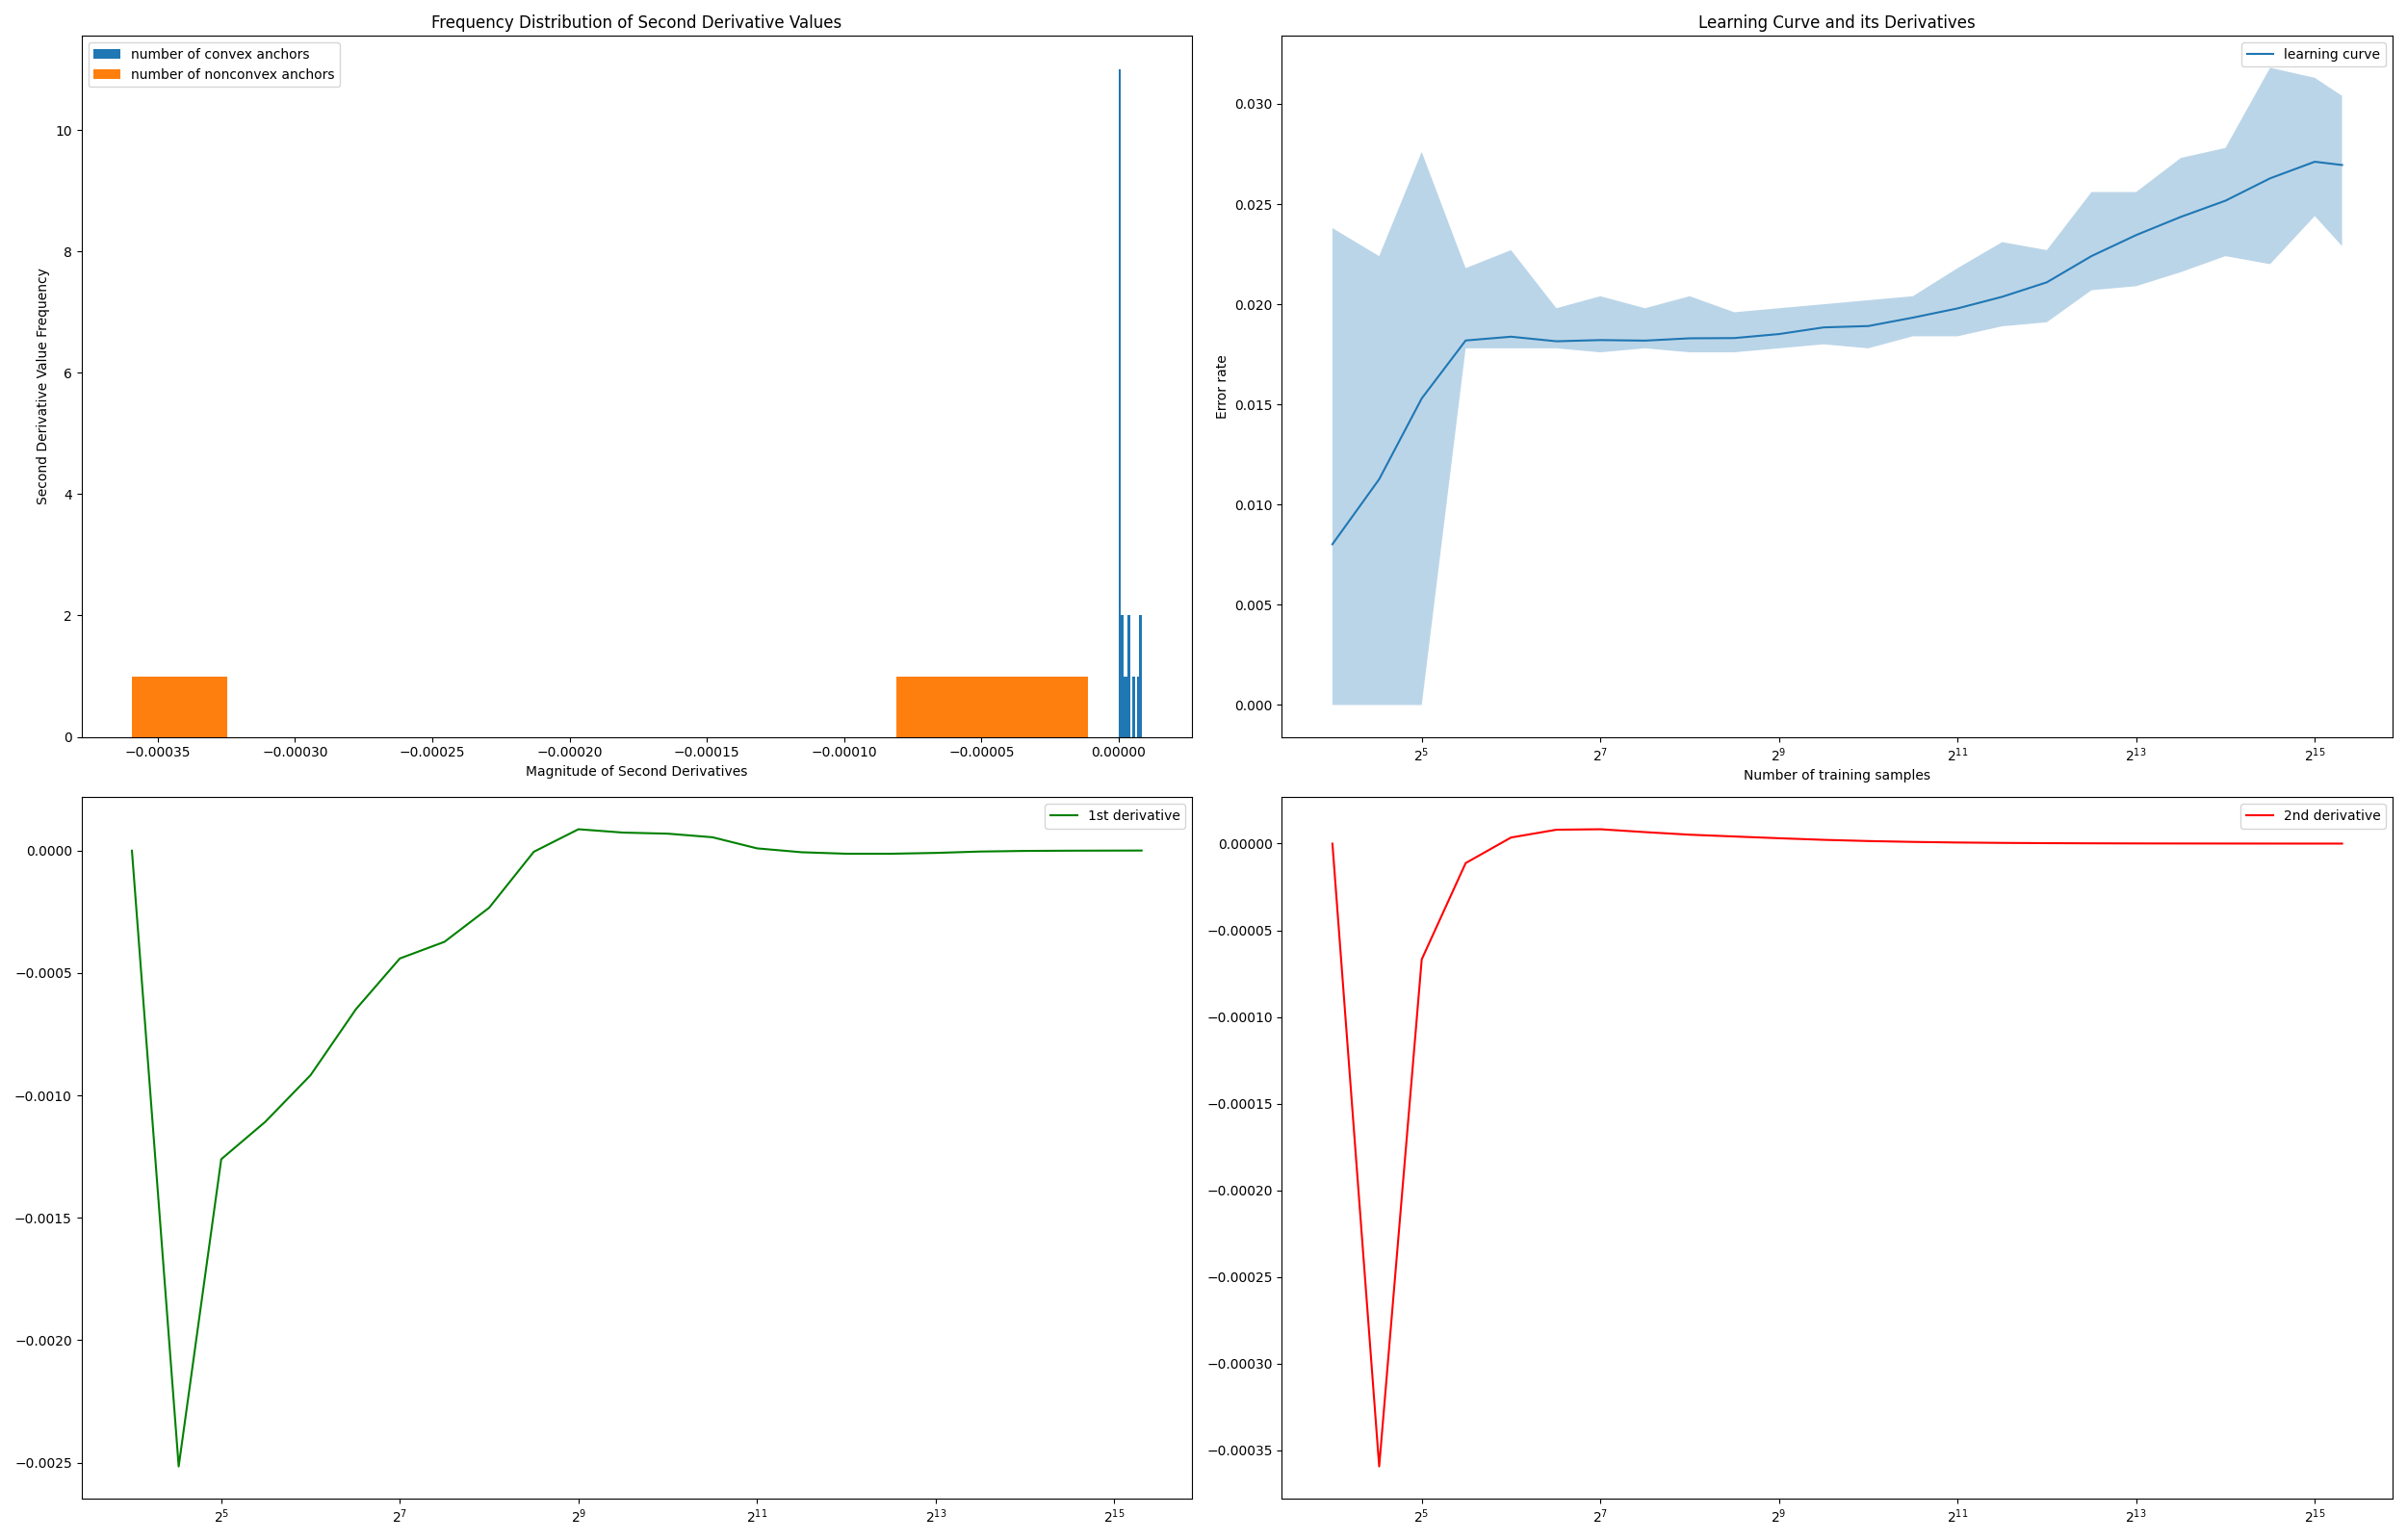 Frequency Distribution of Second Derivative Values
number of convex anchors
number of nonconvex anchors
Second Derivative Value Frequency
10
8
6
4
2
0
−0.00035 −0.00030 −0.00025 −0.00020 −0.00015 −0.00010 −0.00005 0.00000
Magnitude of Second Derivatives
Learning Curve and its Derivatives
learning curve
Error rate
0.030
0.025
0.020
0.015
0.010
0.005
0.000
2^5 2^7 2^9 2^11 2^13 2^15
Number of training samples
1st derivative
0.0000
−0.0005
−0.0010
−0.0015
−0.0020
−0.0025
2^5 2^7 2^9 2^11 2^13 2^15
2nd derivative
0.00000
−0.00005
−0.00010
−0.00015
−0.00020
−0.00025
−0.00030
−0.00035
2^5 2^7 2^9 2^11 2^13 2^15